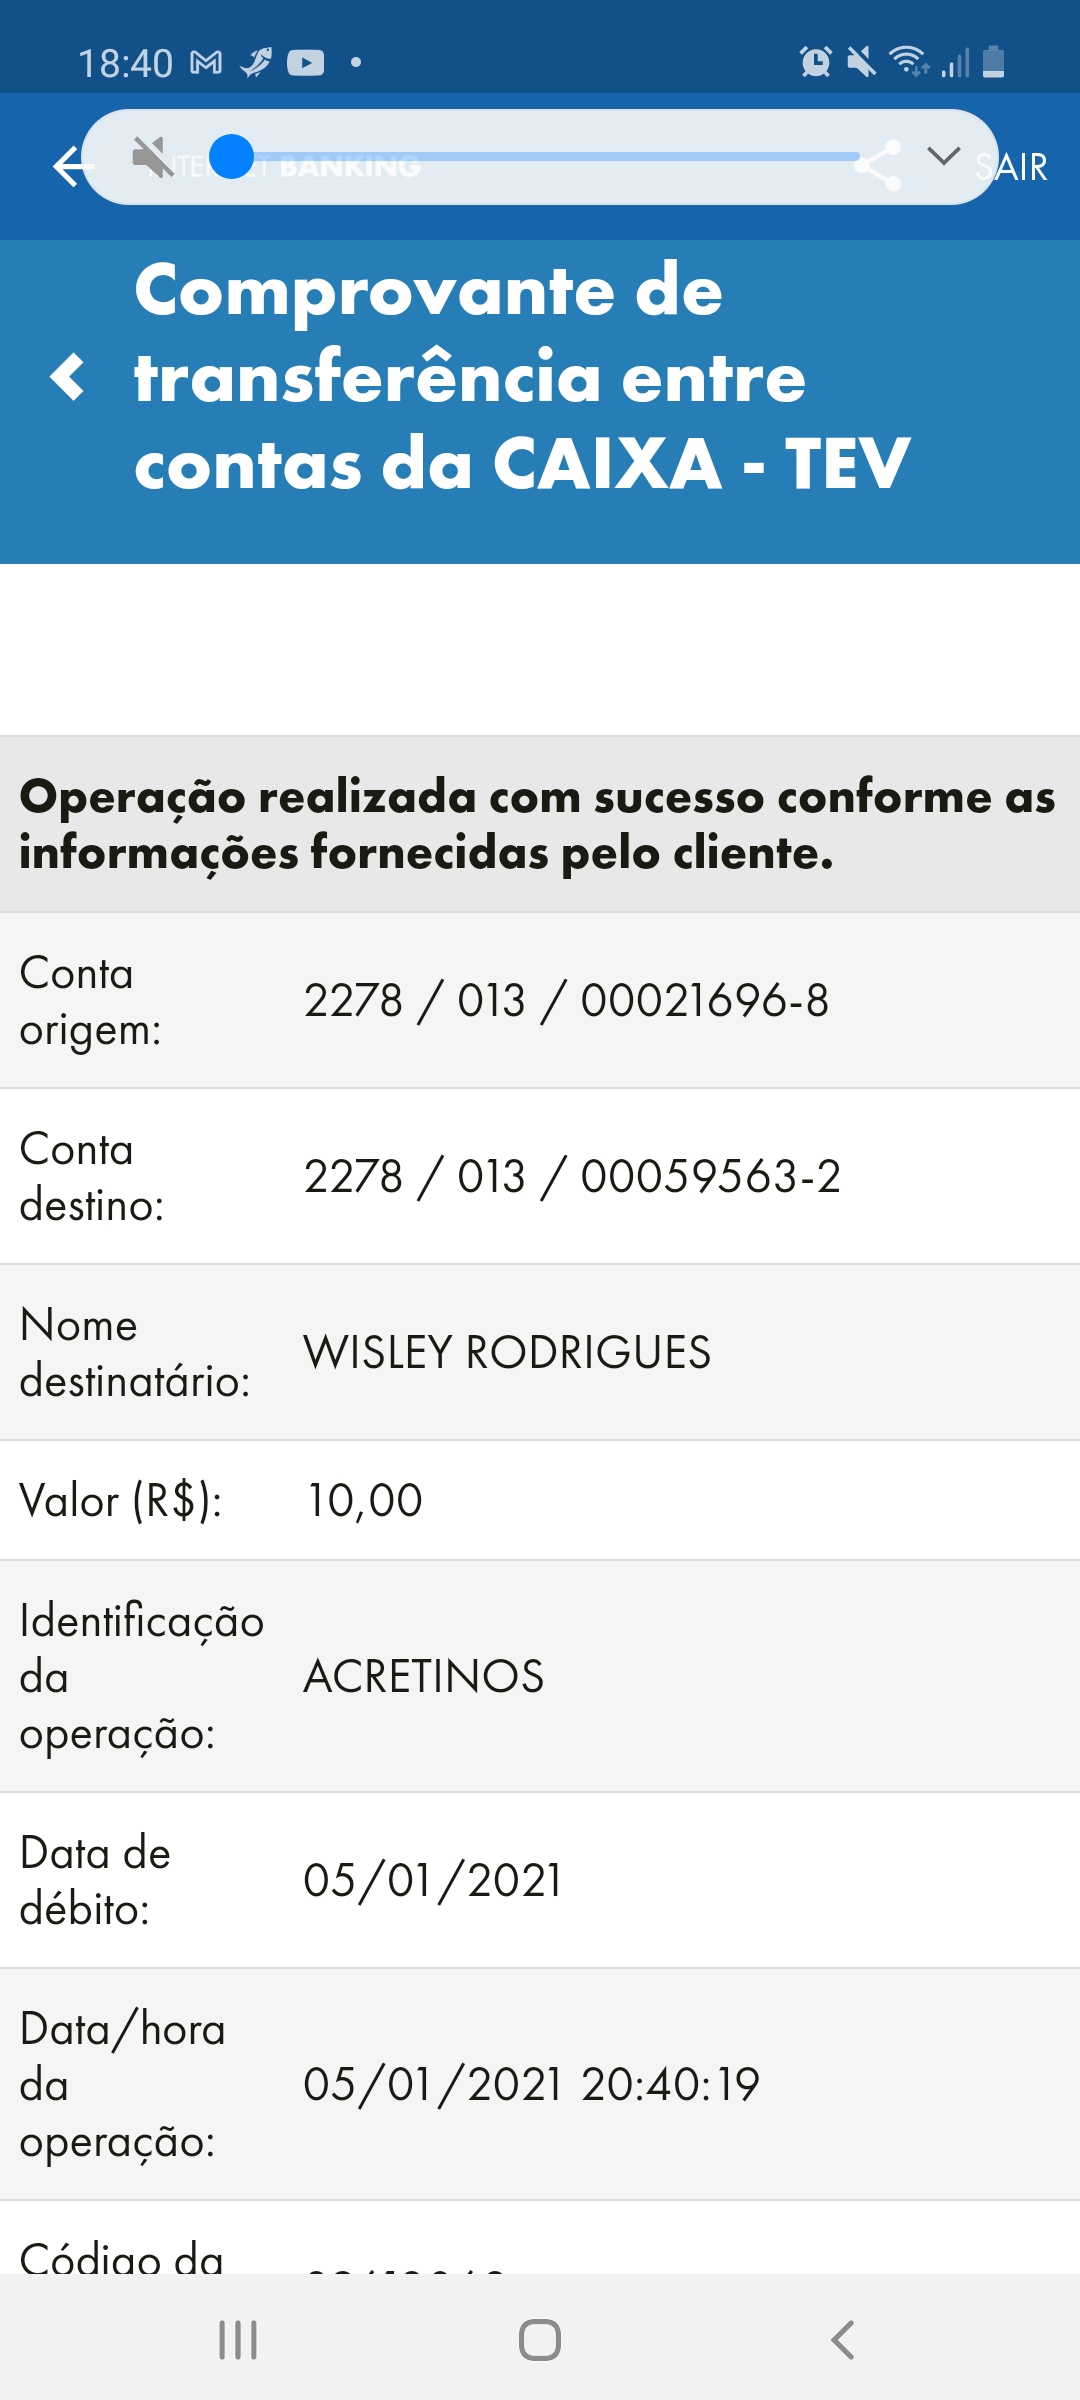 18:40
INTERNET BANKING
SAIR
Comprovante de
transferência entre
contas da CAIXA - TEV
Operação realizada com sucesso conforme as
informações fornecidas pelo cliente.
Conta
origem:
2278 / 013 / 00021696-8
Conta
destino:
2278 / 013 / 00059563-2
Nome
destinatário:
WISLEY RODRIGUES
Valor (R$):
10,00
Identificação
da
operação:
ACRETINOS
Data de
débito:
05/01/2021
Data/hora
da
operação:
05/01/2021 20:40:19
Código da